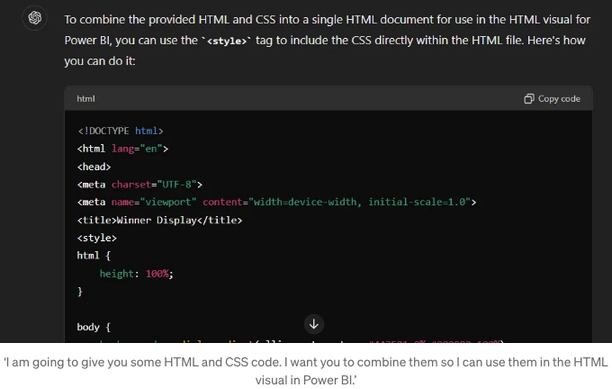 To combine the provided HTML and CSS into a single HTML document for use in the HTML visual for
Power BI, you can use the `<style>` tag to include the CSS directly within the HTML file. Here's how
you can do it:
html Copy code
<!DOCTYPE html>
<html lang="en">
<head>
<meta charset="UTF-8">
<meta name="viewport" content="width=device-width, initial-scale=1.0">
<title>Winner Display</title>
<style>
html {
height: 100%;
}
body {
'I am going to give you some HTML and CSS code. I want you to combine them so I can use them in the HTML
visual in Power BI.'